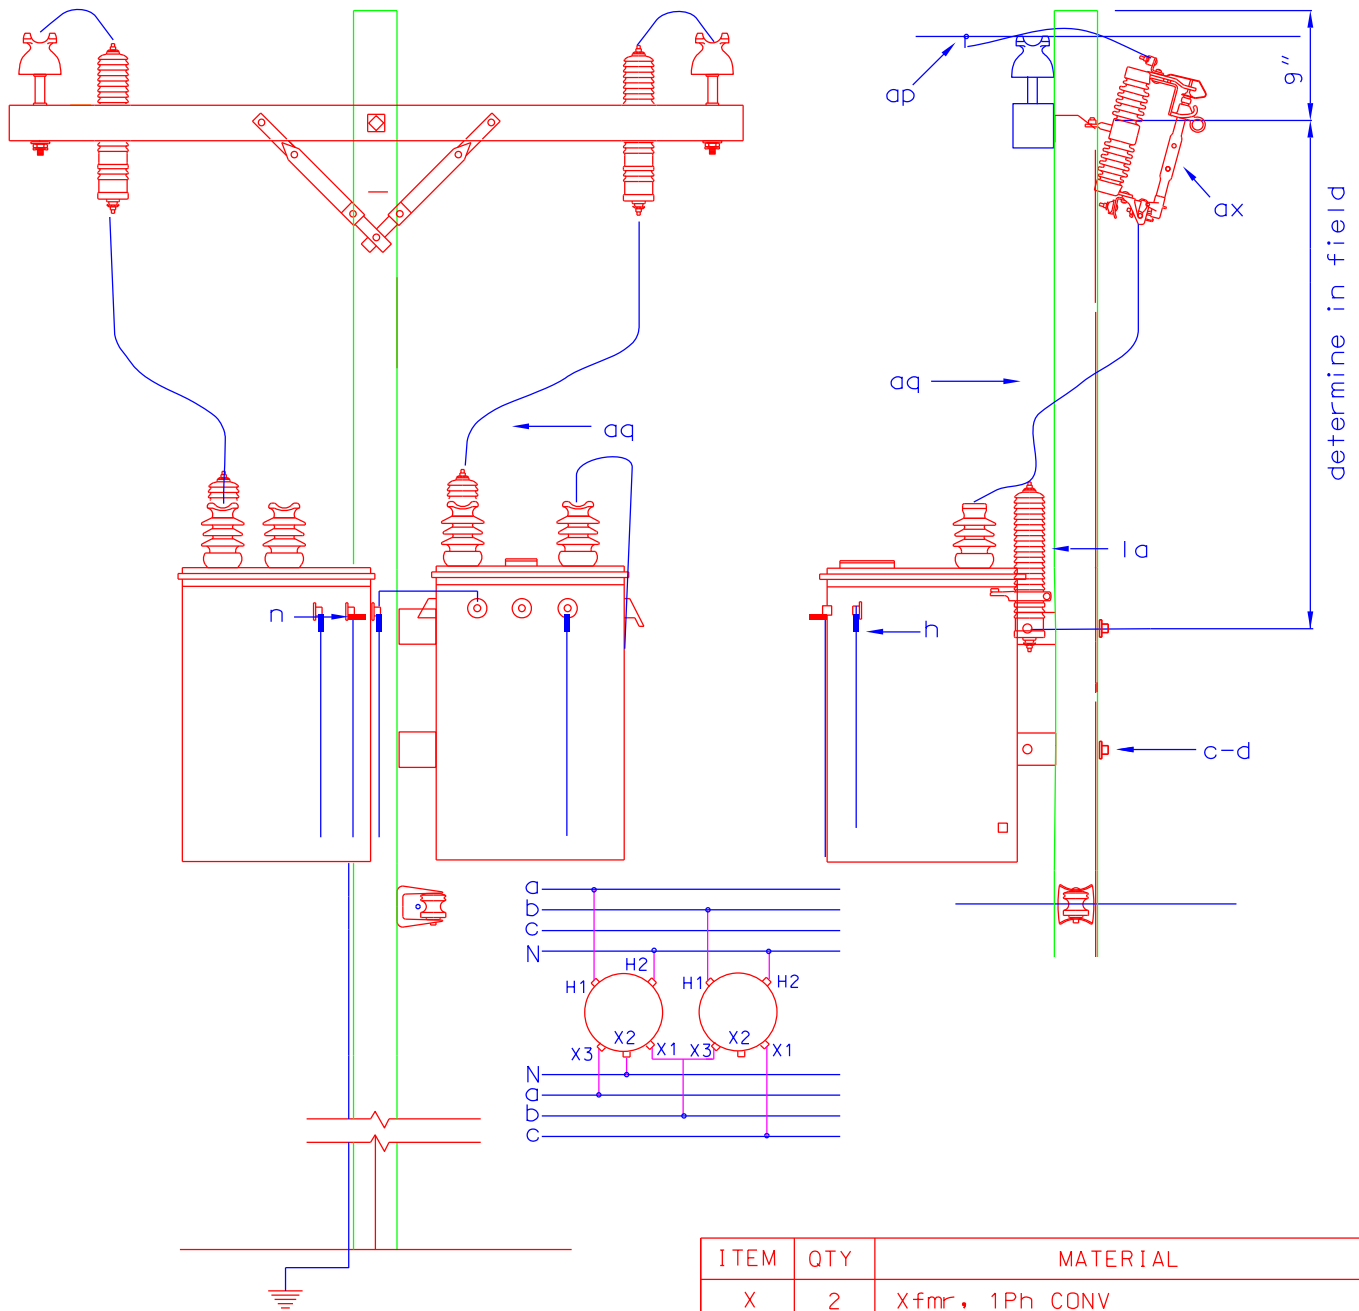 ap
9"
ax
determine in field
aq
aq
la
n
h
c-d
a
b
c
N
H2
H1
H1
H2
X2
X2
X3
X1
X3
X1
N
a
b
c
ITEM QTY MATERIAL
X 2 Xfmr, 1Ph CONV